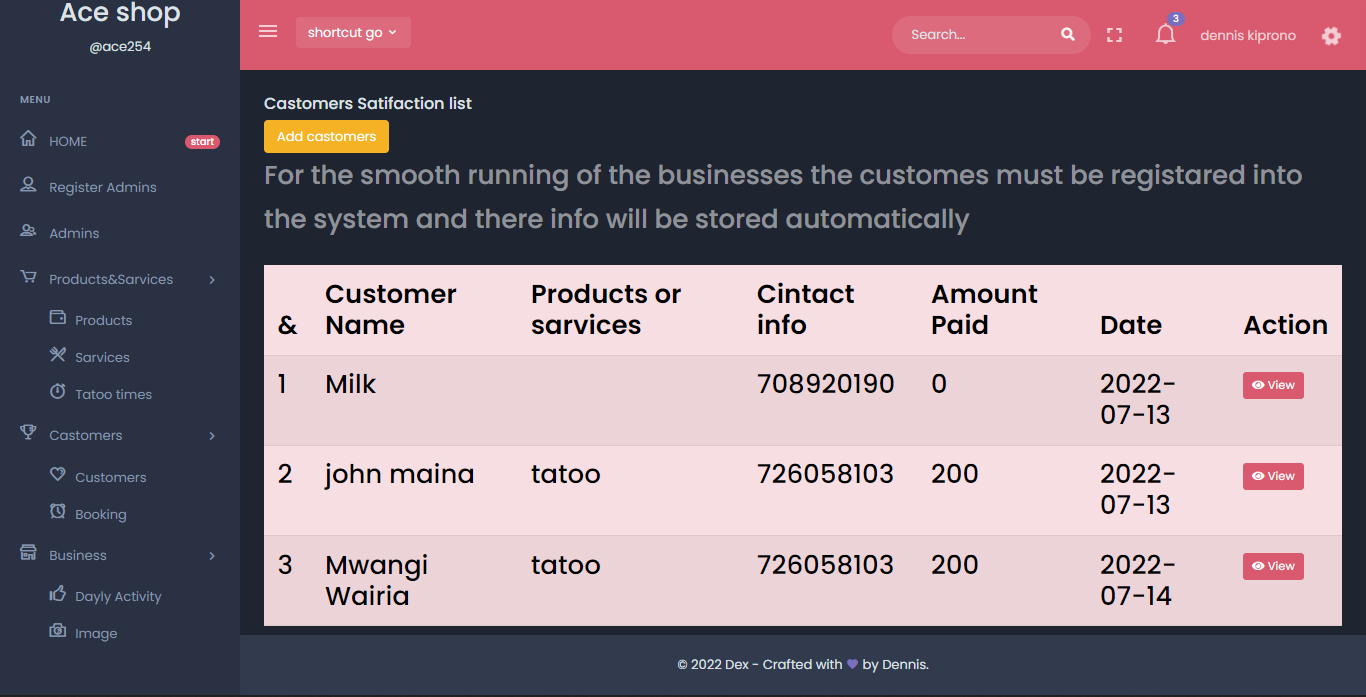 Ace shop
@ace254
MENU
HOME
start
Register Admins
Admins
Products&Sarvices
Products
Sarvices
Tatoo times
Castomers
Customers
Booking
Business
Dayly Activity
Image
shortcut go
Search...
3
dennis kiprono
Castomers Satifaction list
Add castomers
For the smooth running of the businesses the customes must be registared into
the system and there info will be stored automatically
& Customer Name Products or sarvices Cintact info Amount Paid Date Action
1 Milk 708920190 0 2022-07-13 View
2 john maina tatoo 726058103 200 2022-07-13 View
3 Mwangi Wairia tatoo 726058103 200 2022-07-14 View
© 2022 Dex - Crafted with by Dennis.